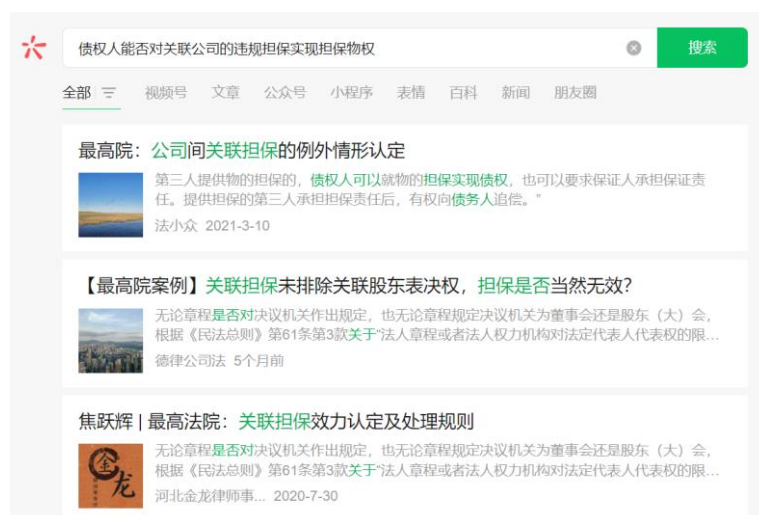 债权人能否对关联公司的违规担保实现担保物权
搜索
全部 视频号 文章 公众号 小程序 表情 百科 新闻 朋友圈
最高院：公司间关联担保的例外情形认定
第三人提供物的担保的，债权人可以就物的担保实现债权，也可以要求保证人承担保证责
任。提供担保的第三人承担担保责任后，有权向债务人追偿。”
法小众 2021-3-10
【最高院案例】关联担保未排除关联股东表决权，担保是否当然无效？
无论章程是否对决议机关作出规定，也无论章程规定决议机关为董事会还是股东（大）会，
根据《民法总则》第61条第3款关于“法人章程或者法人权力机构对法定代表人代表权的限...
德律公司法 5个月前
焦跃辉 | 最高法院：关联担保效力认定及处理规则
无论章程是否对决议机关作出规定，也无论章程规定决议机关为董事会还是股东（大）会，
根据《民法总则》第61条第3款关于“法人章程或者法人权力机构对法定代表人代表权的限...
金
龙
河北金龙律师事... 2020-7-30